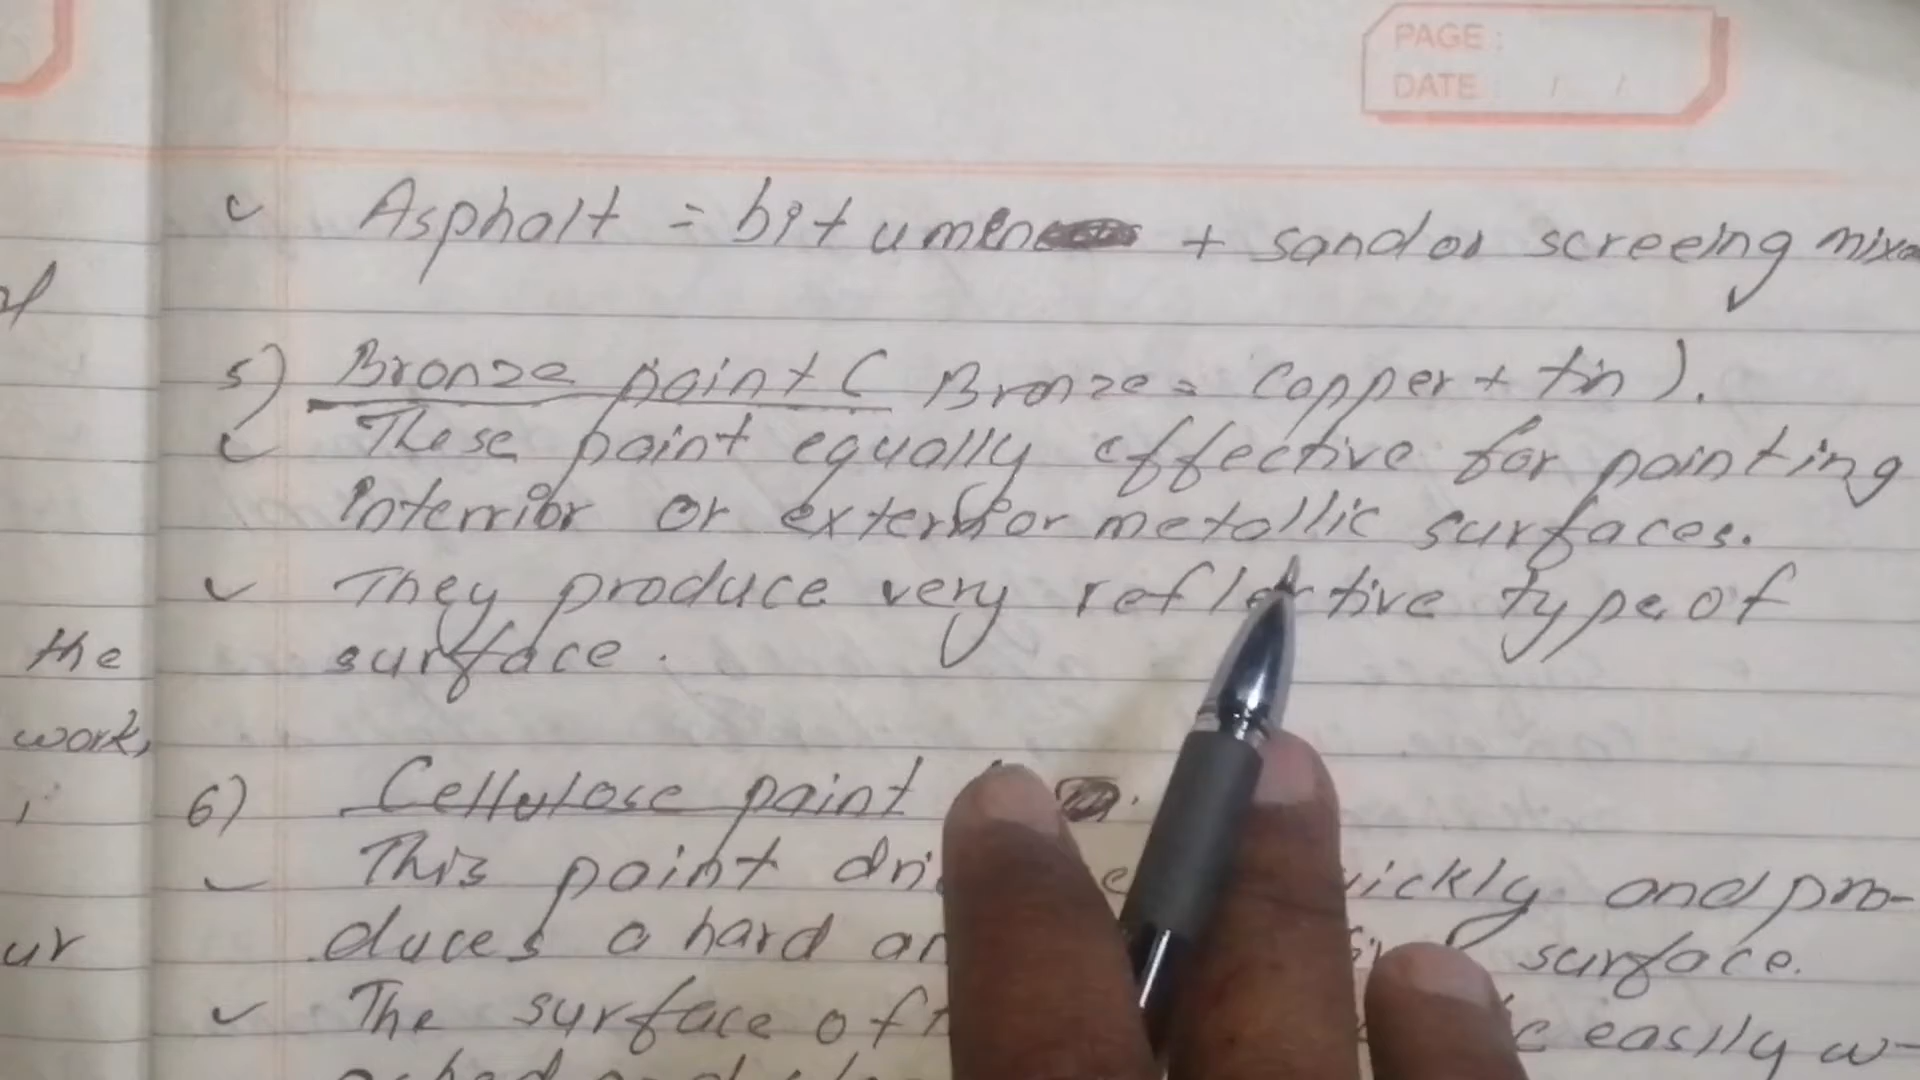 PAGE :
DATE : / /
Asphalt = bitumen + sand or screeing mix
5) Bronze paint ( Bronze = Copper + tin ).
These paint equally effective for painting
interrior or exterior metallic surfaces.
They produce very reflective type of
the surface.
work,
6) Cellulose paint
This paint quickly and pro-
ur duces a hard surface.
The surface of easily w-